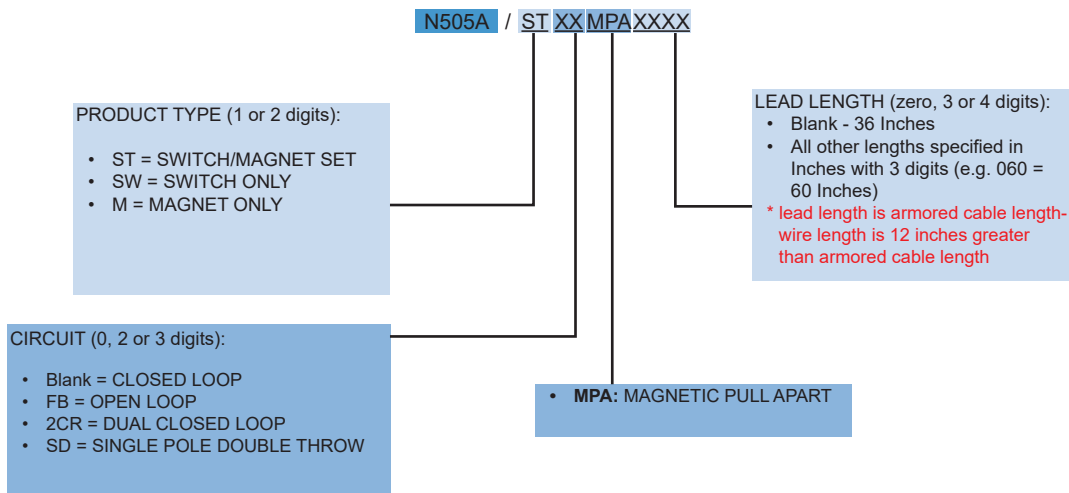 N505A / ST XX MPA XXXX
PRODUCT TYPE (1 or 2 digits):
• ST = SWITCH/MAGNET SET
• SW = SWITCH ONLY
• M = MAGNET ONLY
LEAD LENGTH (zero, 3 or 4 digits):
• Blank - 36 Inches
• All other lengths specified in
Inches with 3 digits (e.g. 060 =
60 Inches)
* lead length is armored cable length-
wire length is 12 inches greater
than armored cable length
CIRCUIT (0, 2 or 3 digits):
• Blank = CLOSED LOOP
• FB = OPEN LOOP
• 2CR = DUAL CLOSED LOOP
• SD = SINGLE POLE DOUBLE THROW
• MPA: MAGNETIC PULL APART